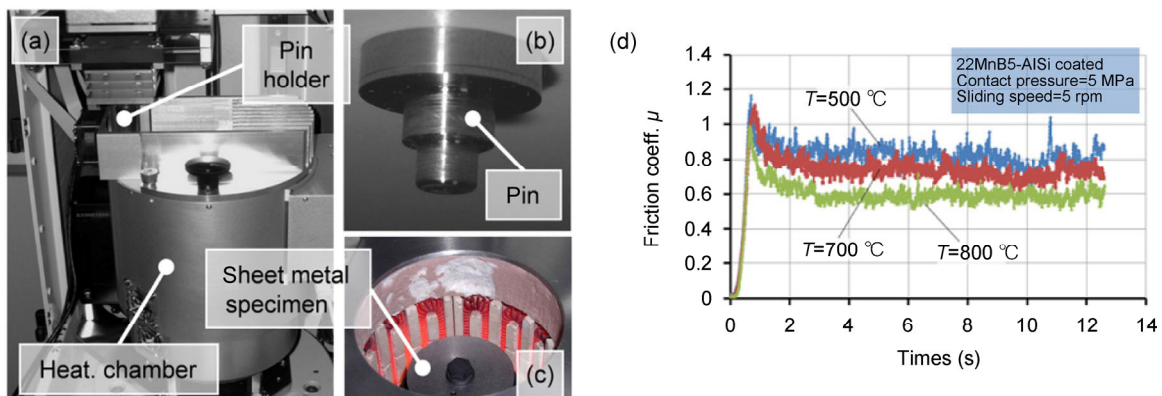 (a)
Pin
holder
Heat. chamber
(b)
Pin
Sheet metal
specimen
(c)
(d)
22MnB5-AlSi coated
Contact pressure=5 MPa
Sliding speed=5 rpm
T=500 ℃
T=700 ℃
T=800 ℃
Friction coeff. μ
1.4
1.2
1
0.8
0.6
0.4
0.2
0
0
2
4
6
8
10
12
14
Times (s)